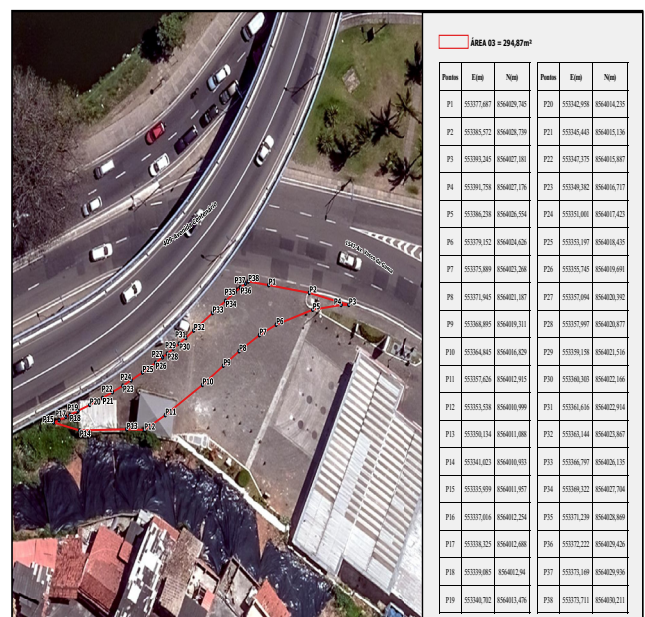 ÁREA 03 = 294,87m²
Pontos E(m) N(m) Pontos E(m) N(m)
P1 553377,687 8564029,745 P20 553342,958 8564014,235
P2 553385,572 8564028,739 P21 553345,443 8564015,136
P3 553393,245 8564027,181 P22 553347,375 8564015,887
P4 553391,758 8564027,176 P23 553349,382 8564016,717
P5 553386,238 8564026,554 P24 553351,001 8564017,423
P6 553379,152 8564024,626 P25 553353,197 8564018,435
P7 553375,889 8564023,268 P26 553355,745 8564019,691
P8 553371,945 8564021,187 P27 553357,094 8564020,392
P9 553368,895 8564019,311 P28 553357,997 8564020,877
P10 553364,845 8564016,829 P29 553359,158 8564021,516
P11 553357,626 8564012,915 P30 553360,303 8564022,166
P12 553353,538 8564010,999 P31 553361,616 8564022,914
P13 553350,134 8564011,088 P32 553363,144 8564023,867
P14 553341,023 8564010,933 P33 553366,797 8564026,135
P15 553335,939 8564011,957 P34 553369,322 8564027,704
P16 553337,016 8564012,254 P35 553371,239 8564028,869
P17 553338,325 8564012,688 P36 553372,222 8564029,426
P18 553339,085 8564012,94 P37 553373,169 8564029,936
P19 553340,702 8564013,476 P38 553373,711 8564030,211
P37 P38 P1
P35 P36 P2
P34 P4 P3
P33 P5
P32 P6
P31 P7
P29 P30 P8
P27 P28
P26 P9
P25
P24 P10
P22 P23
P20 P21
P19
P17 P18 P11
P15 P13 P12
P14